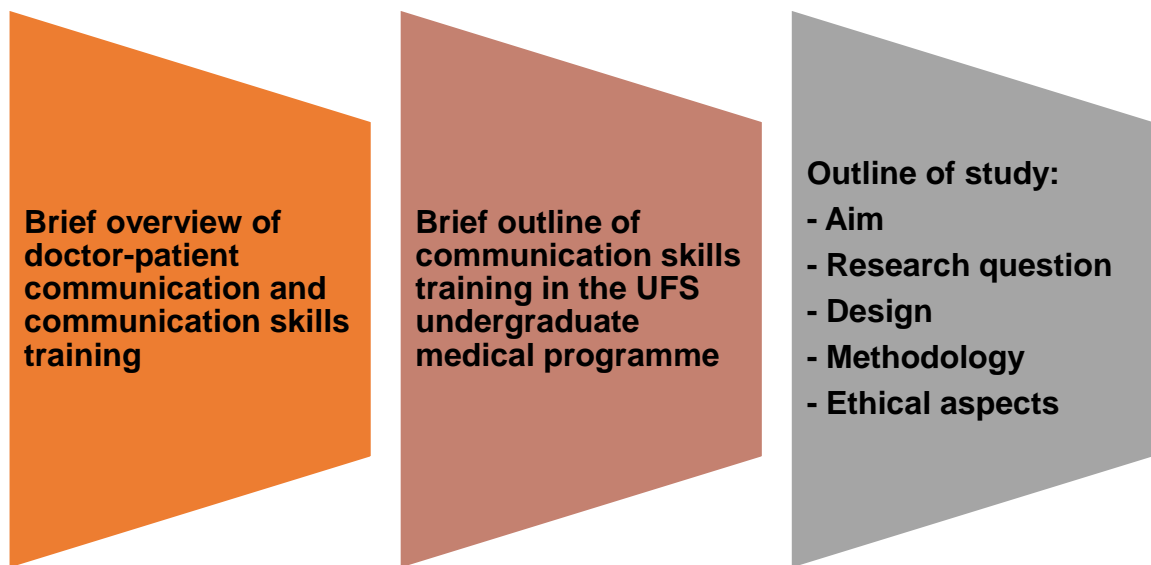 Brief overview of
doctor-patient
communication and
communication skills
training
Brief outline of
communication skills
training in the UFS
undergraduate
medical programme
Outline of study:
- Aim
- Research question
- Design
- Methodology
- Ethical aspects